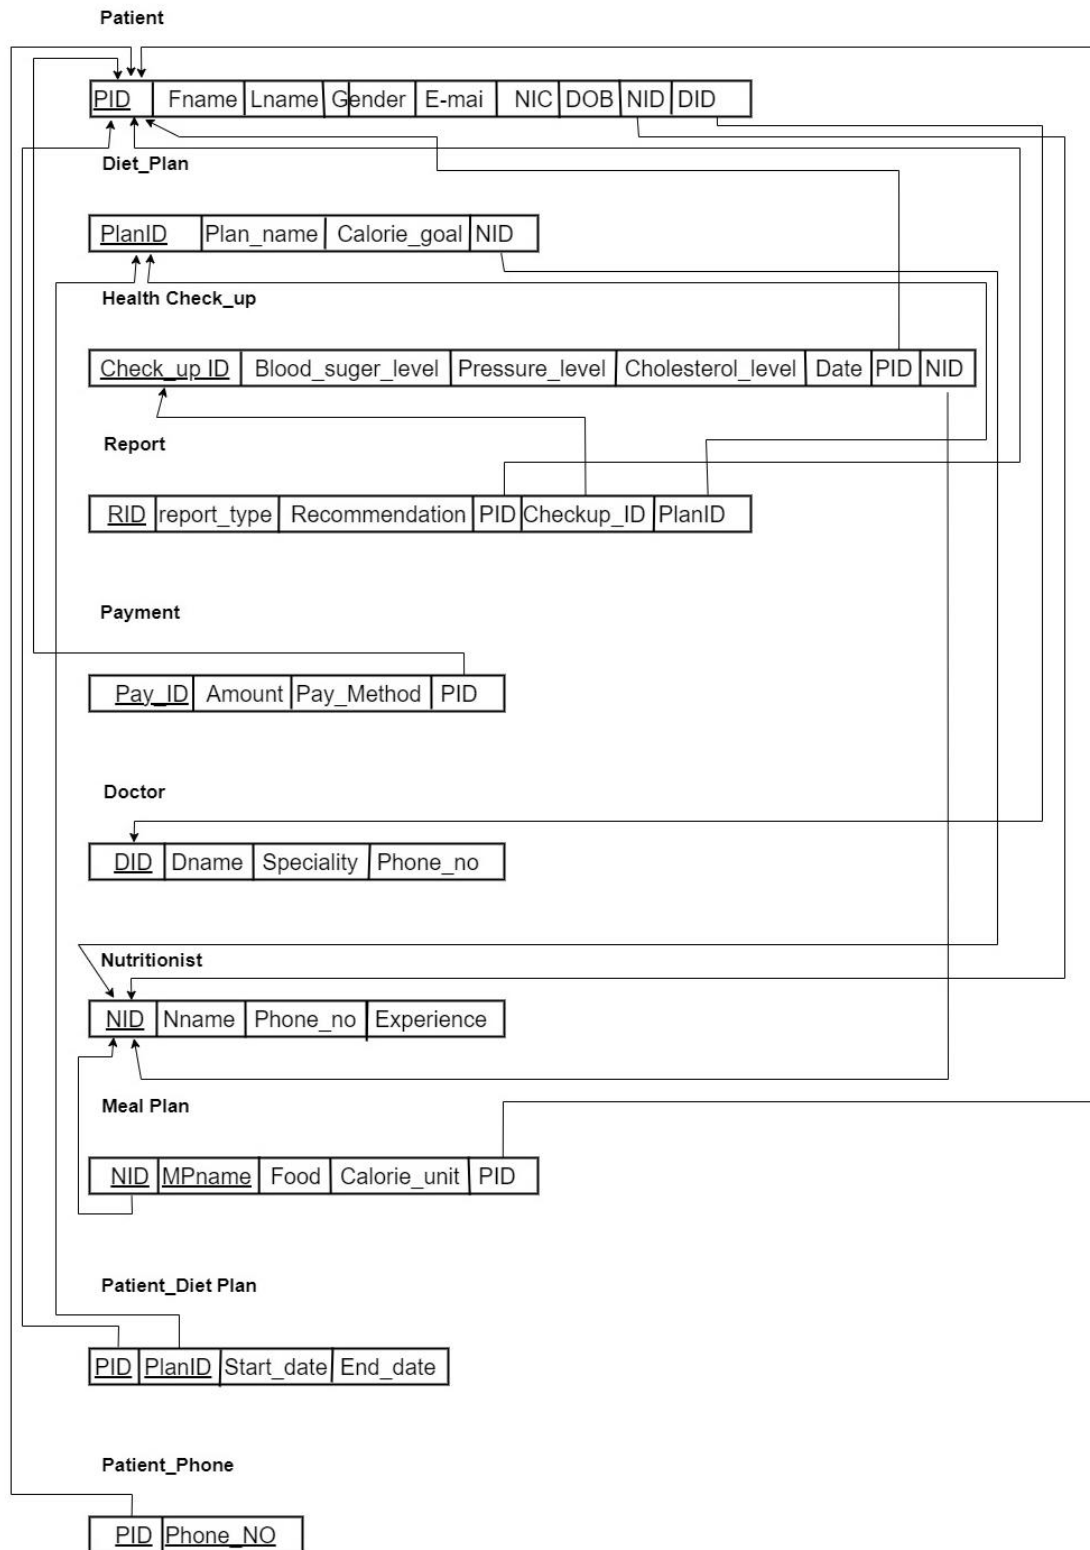 Patient
PID Fname Lname Gender E-mai NIC DOB NID DID
Diet_Plan
PlanID Plan_name Calorie_goal NID
Health Check_up
Check_up ID Blood_suger_level Pressure_level Cholesterol_level Date PID NID
Report
RID report_type Recommendation PID Checkup_ID PlanID
Payment
Pay_ID Amount Pay_Method PID
Doctor
DID Dname Speciality Phone_no
Nutritionist
NID Nname Phone_no Experience
Meal Plan
NID MPname Food Calorie_unit PID
Patient_Diet Plan
PID PlanID Start_date End_date
Patient_Phone
PID Phone_NO